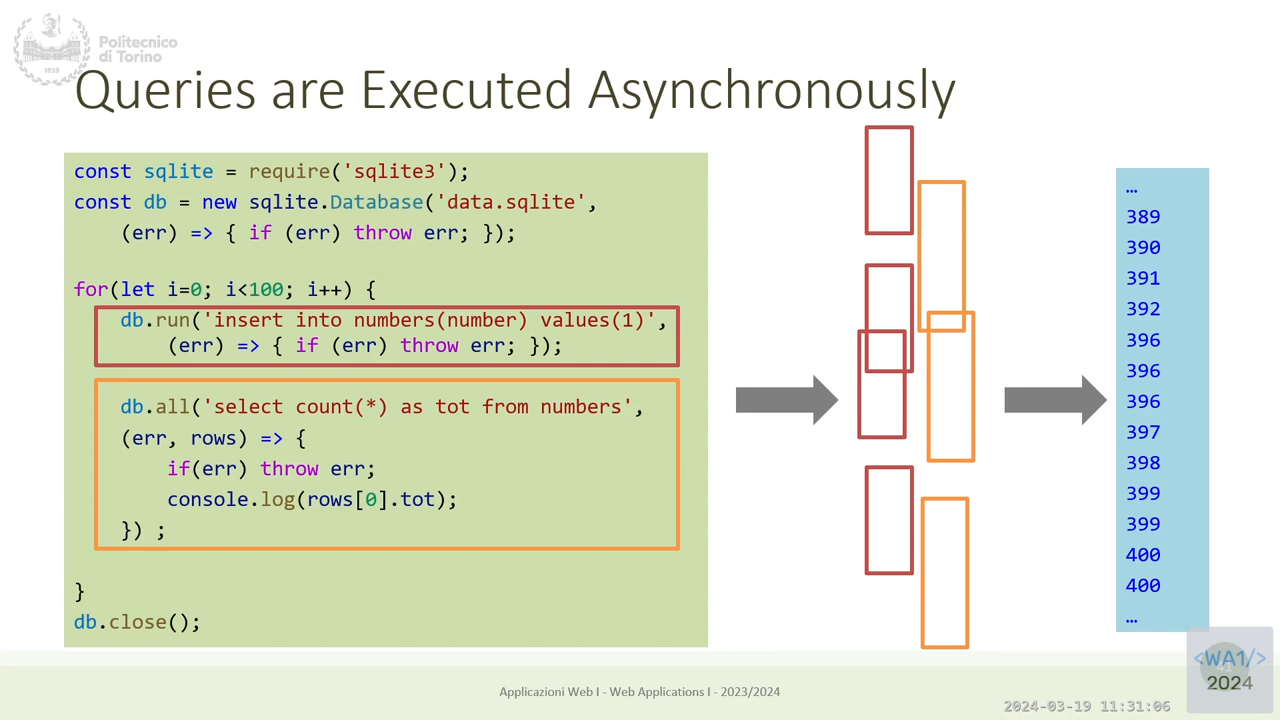 Politecnico
di Torino
1859
Queries are Executed Asynchronously
const sqlite = require('sqlite3');
const db = new sqlite.Database('data.sqlite',
    (err) => { if (err) throw err; });
for(let i=0; i<100; i++) {
    db.run('insert into numbers(number) values(1)',
        (err) => { if (err) throw err; });
    db.all('select count(*) as tot from numbers',
    (err, rows) => {
        if(err) throw err;
        console.log(rows[0].tot);
    }) ;
}
db.close();
…
389
390
391
392
396
396
396
397
398
399
399
400
400
…
Applicazioni Web I - Web Applications I - 2023/2024
<WA1/>
41
2024
2024-03-19 11:31:06